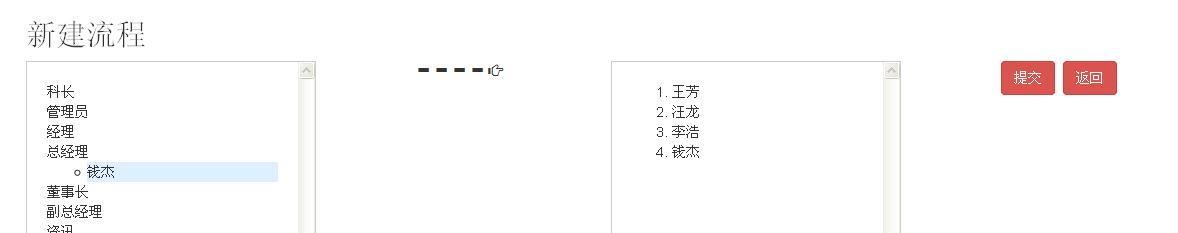 新建流程
科长
管理员
经理
总经理
钱杰
董事长
副总经理
资讯
1. 王芳
2. 汪龙
3. 李浩
4. 钱杰
提交
返回